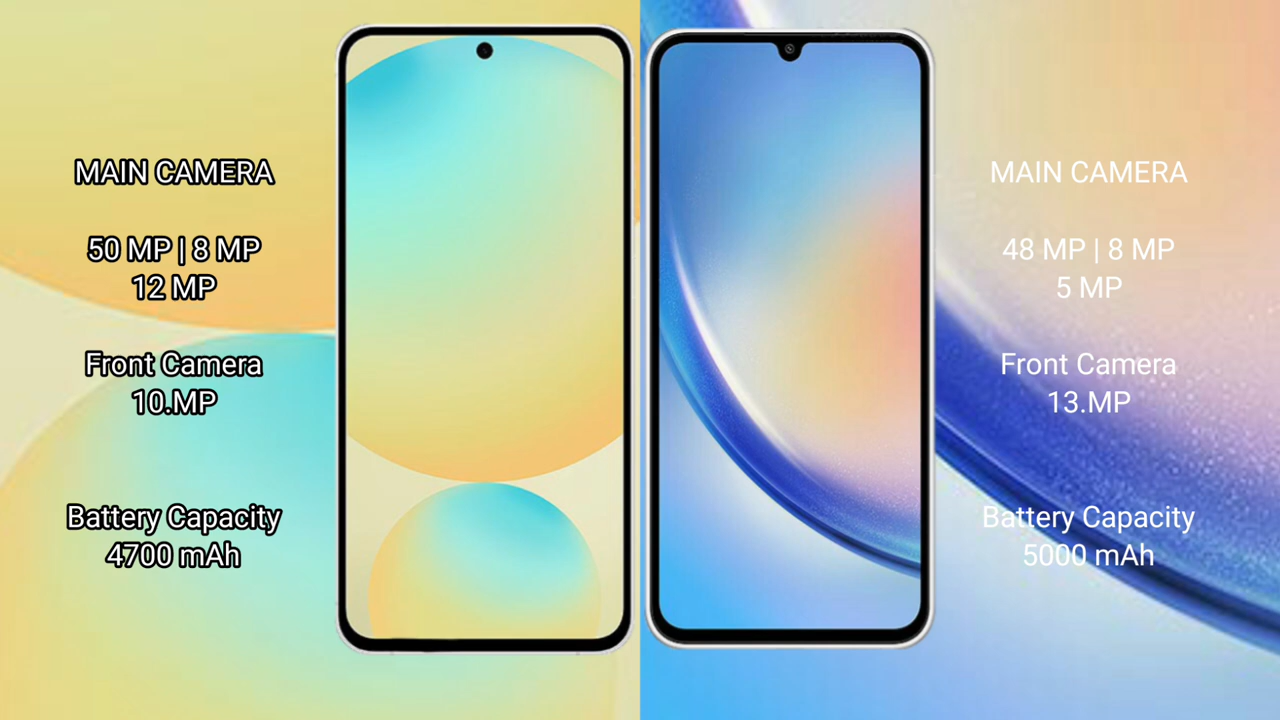 MAIN CAMERA
50 MP | 8 MP
12 MP
Front Camera
10.MP
Battery Capacity
4700 mAh
MAIN CAMERA
48 MP | 8 MP
5 MP
Front Camera
13.MP
Battery Capacity
5000 mAh